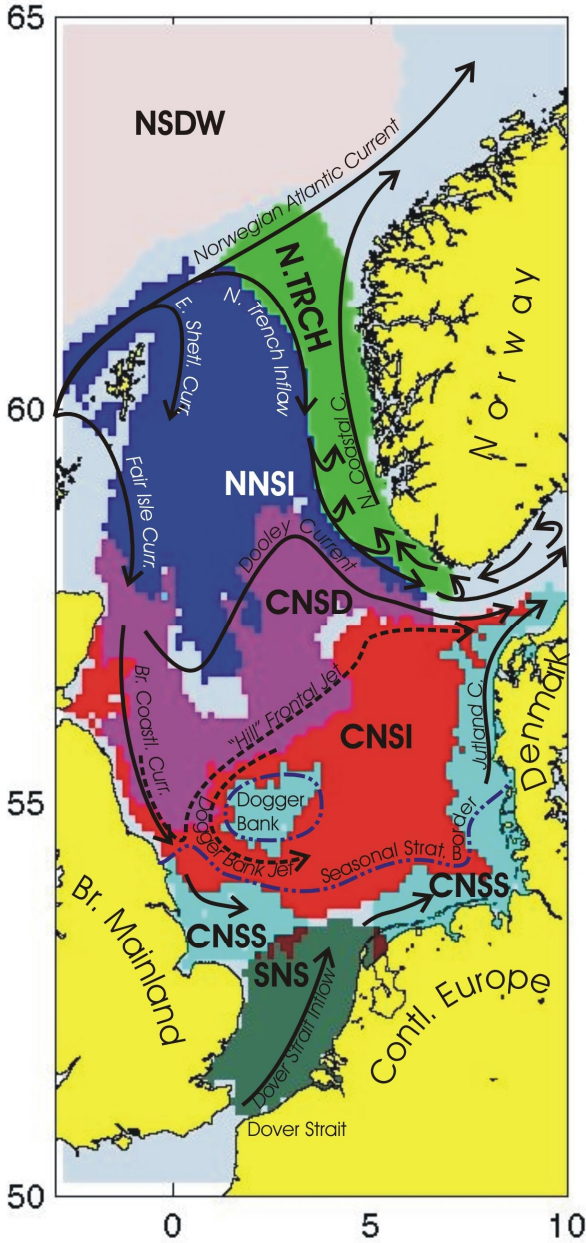 65
NSDW
Norwegian Atlantic Current
N.TRCH
E. Shetl. Curr.
N. Trench Inflow
Norway
60
Fair Isle Curr.
NNSI
N. Coastal C.
Dooley Current
CNSD
Br. Coastl. Curr.
"Hill" Frontal Jet
CNSI
Jutland C.
Denmark
55
Dogger
Bank
Dogger Bank Jet
Seasonal Strat. Border
CNSS
CNSS
Br. Mainland
SNS
Dover Strait Inflow
Contl. Europe
Dover Strait
50
0
5
10